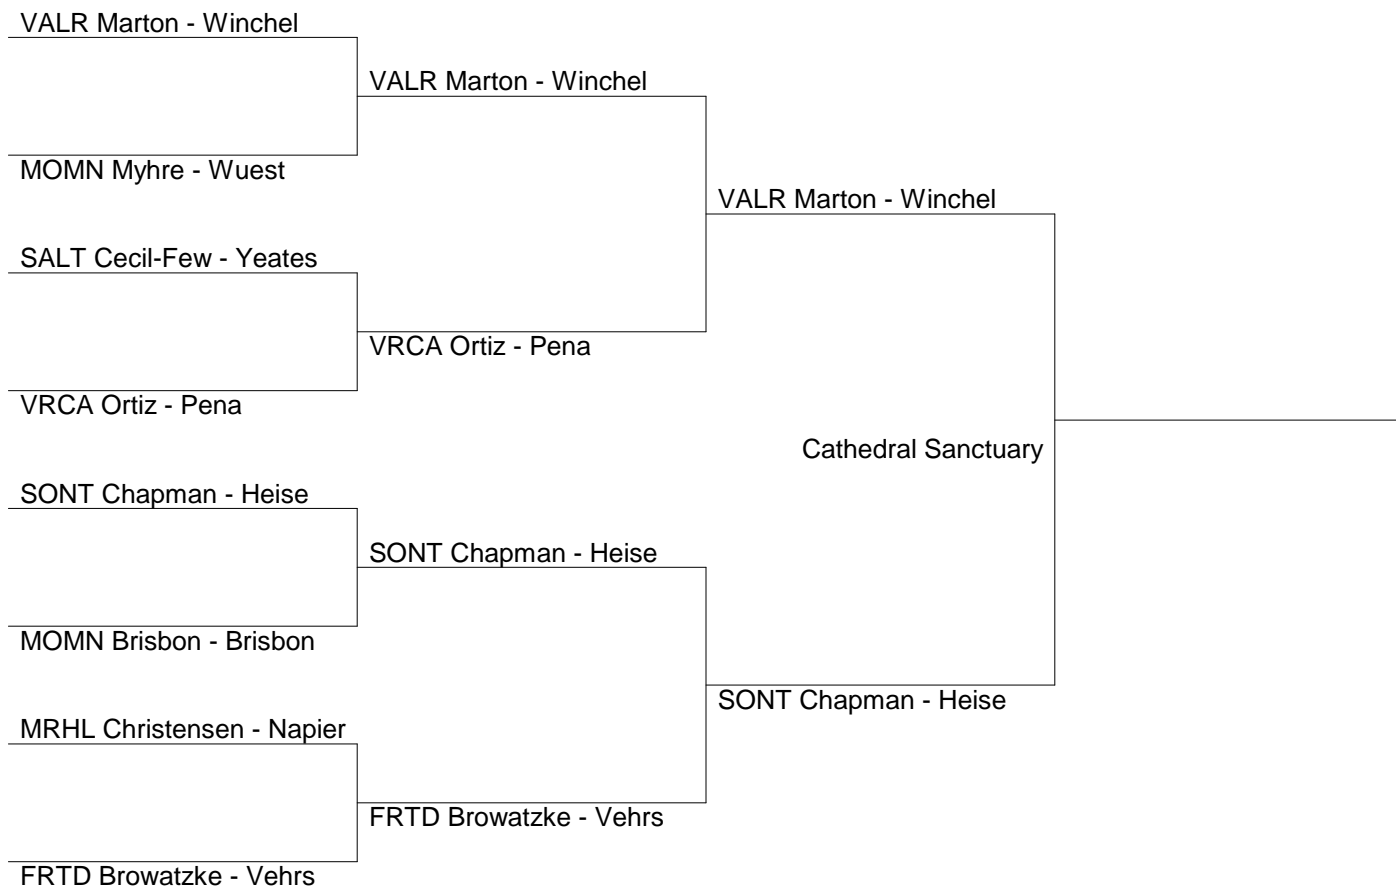 VALR Marton - Winchel
MOMN Myhre - Wuest
SALT Cecil-Few - Yeates
VRCA Ortiz - Pena
SONT Chapman - Heise
MOMN Brisbon - Brisbon
MRHL Christensen - Napier
FRTD Browatzke - Vehrs
VALR Marton - Winchel
VRCA Ortiz - Pena
SONT Chapman - Heise
FRTD Browatzke - Vehrs
VALR Marton - Winchel
SONT Chapman - Heise
Cathedral Sanctuary